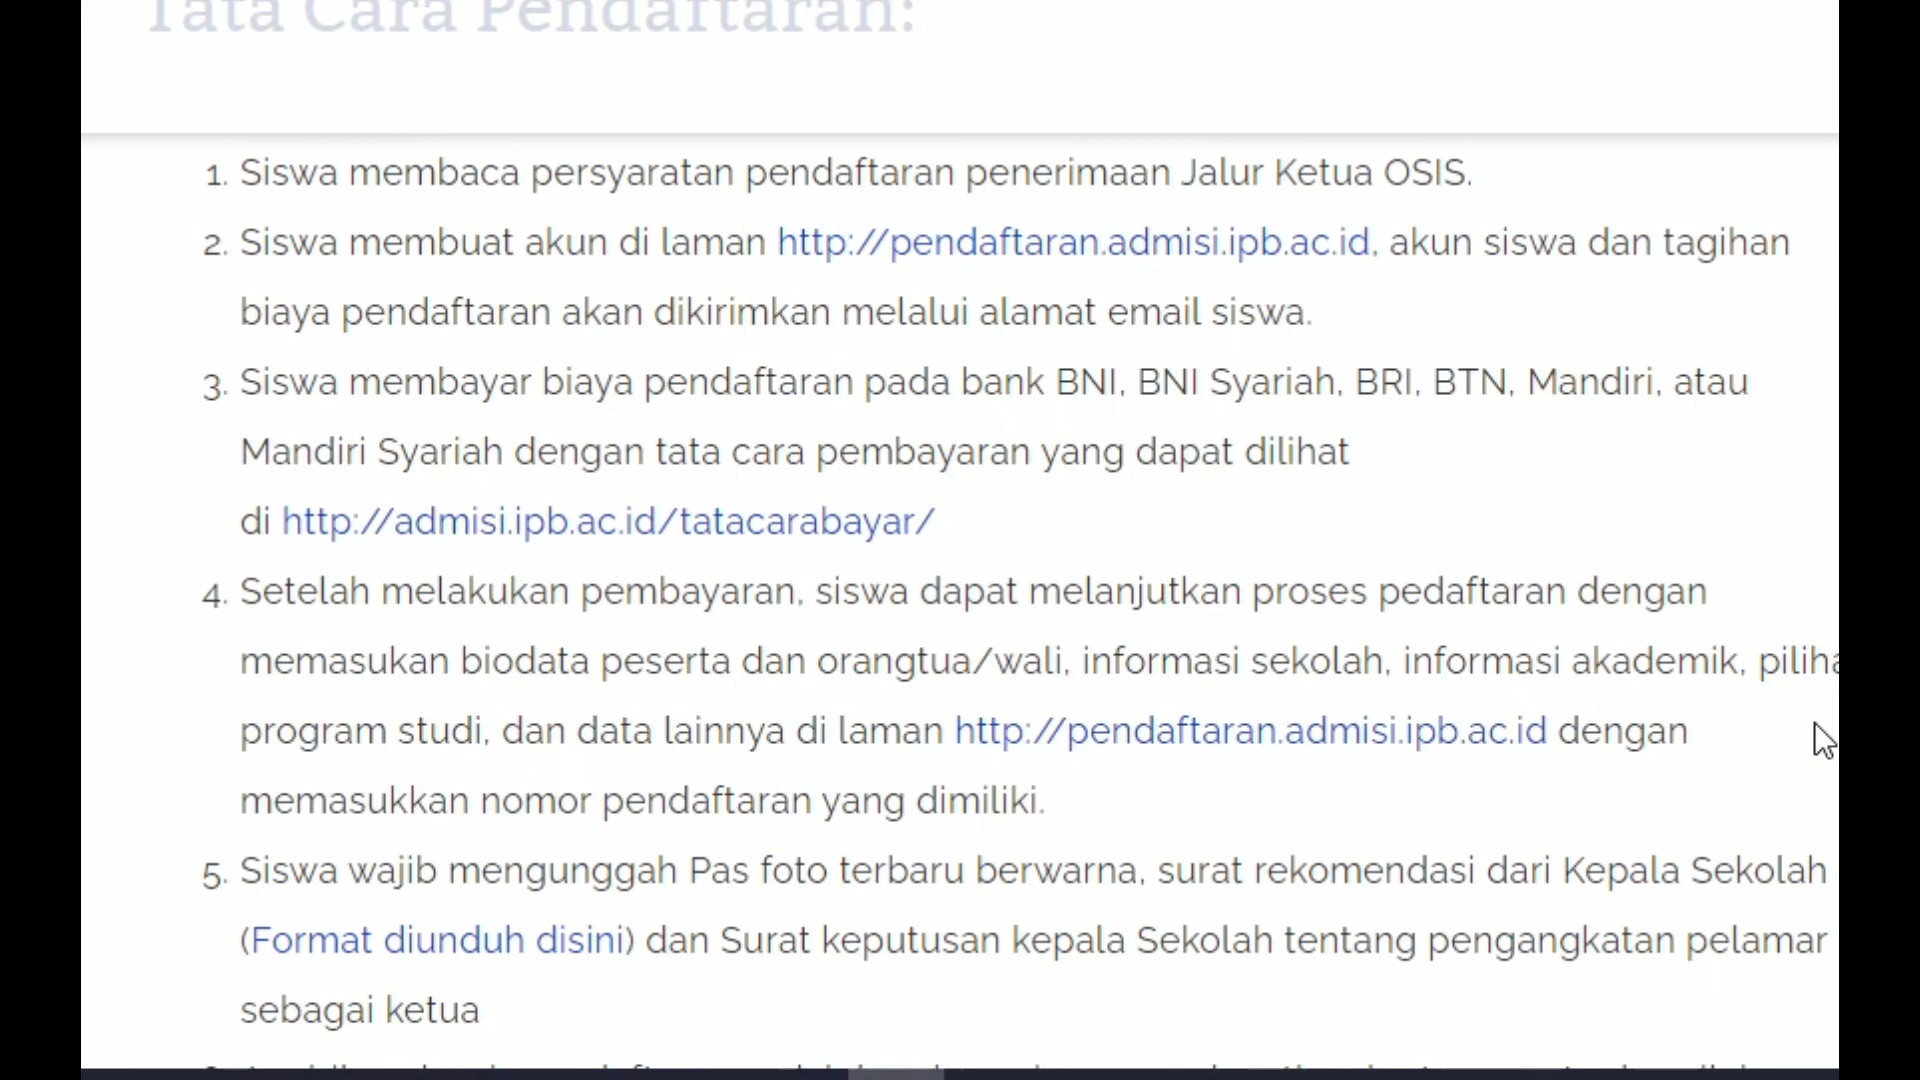 Tata Cara Pendaftaran:
1. Siswa membaca persyaratan pendaftaran penerimaan Jalur Ketua OSIS.
2. Siswa membuat akun di laman http://pendaftaran.admisi.ipb.ac.id, akun siswa dan tagihan
biaya pendaftaran akan dikirimkan melalui alamat email siswa.
3. Siswa membayar biaya pendaftaran pada bank BNI, BNI Syariah, BRI, BTN, Mandiri, atau
Mandiri Syariah dengan tata cara pembayaran yang dapat dilihat
di http://admisi.ipb.ac.id/tatacarabayar/
4. Setelah melakukan pembayaran, siswa dapat melanjutkan proses pedaftaran dengan
memasukan biodata peserta dan orangtua/wali, informasi sekolah, informasi akademik, piliha
program studi, dan data lainnya di laman http://pendaftaran.admisi.ipb.ac.id dengan
memasukkan nomor pendaftaran yang dimiliki.
5. Siswa wajib mengunggah Pas foto terbaru berwarna, surat rekomendasi dari Kepala Sekolah
(Format diunduh disini) dan Surat keputusan kepala Sekolah tentang pengangkatan pelamar
sebagai ketua